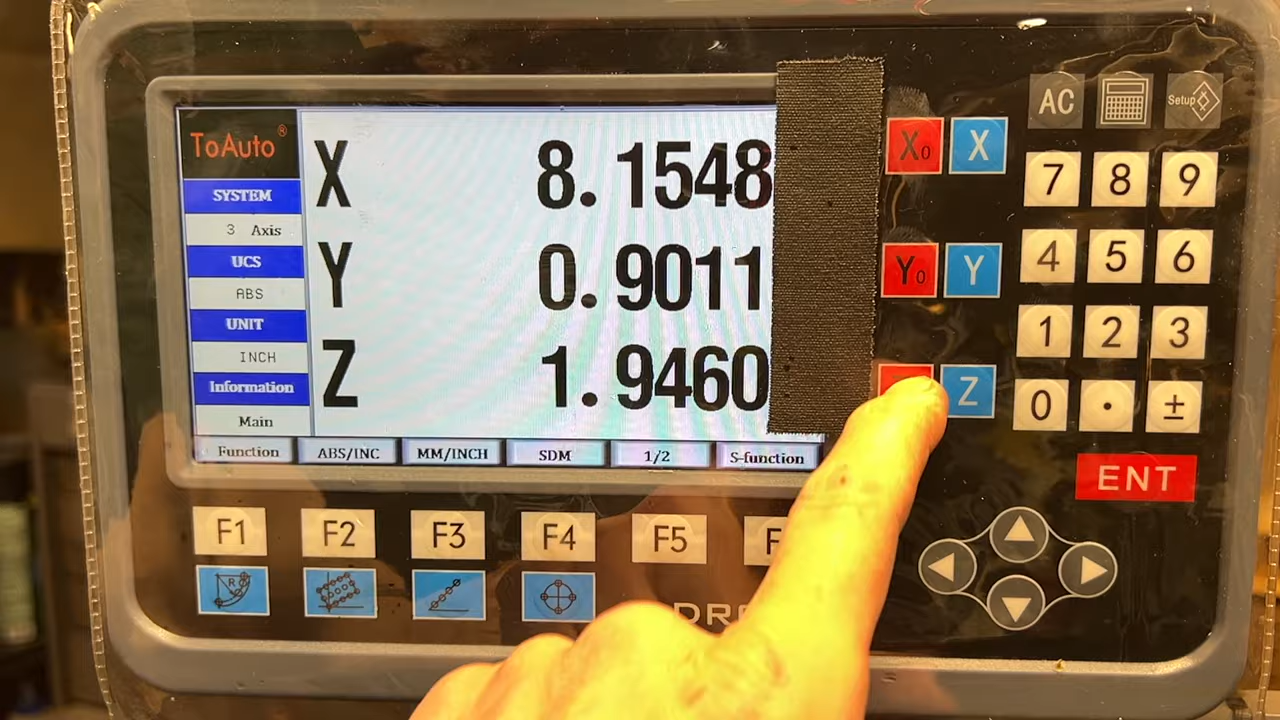 ToAuto®
SYSTEM
3 Axis
UCS
ABS
UNIT
INCH
Information
Main
X 8.1548
Y 0.9011
Z 1.9460
Function ABS/INC MM/INCH SDM 1/2 S-function
X0 X
Y0 Y
Z
AC Setup
7 8 9
4 5 6
1 2 3
0 . ±
ENT
F1 F2 F3 F4 F5
R